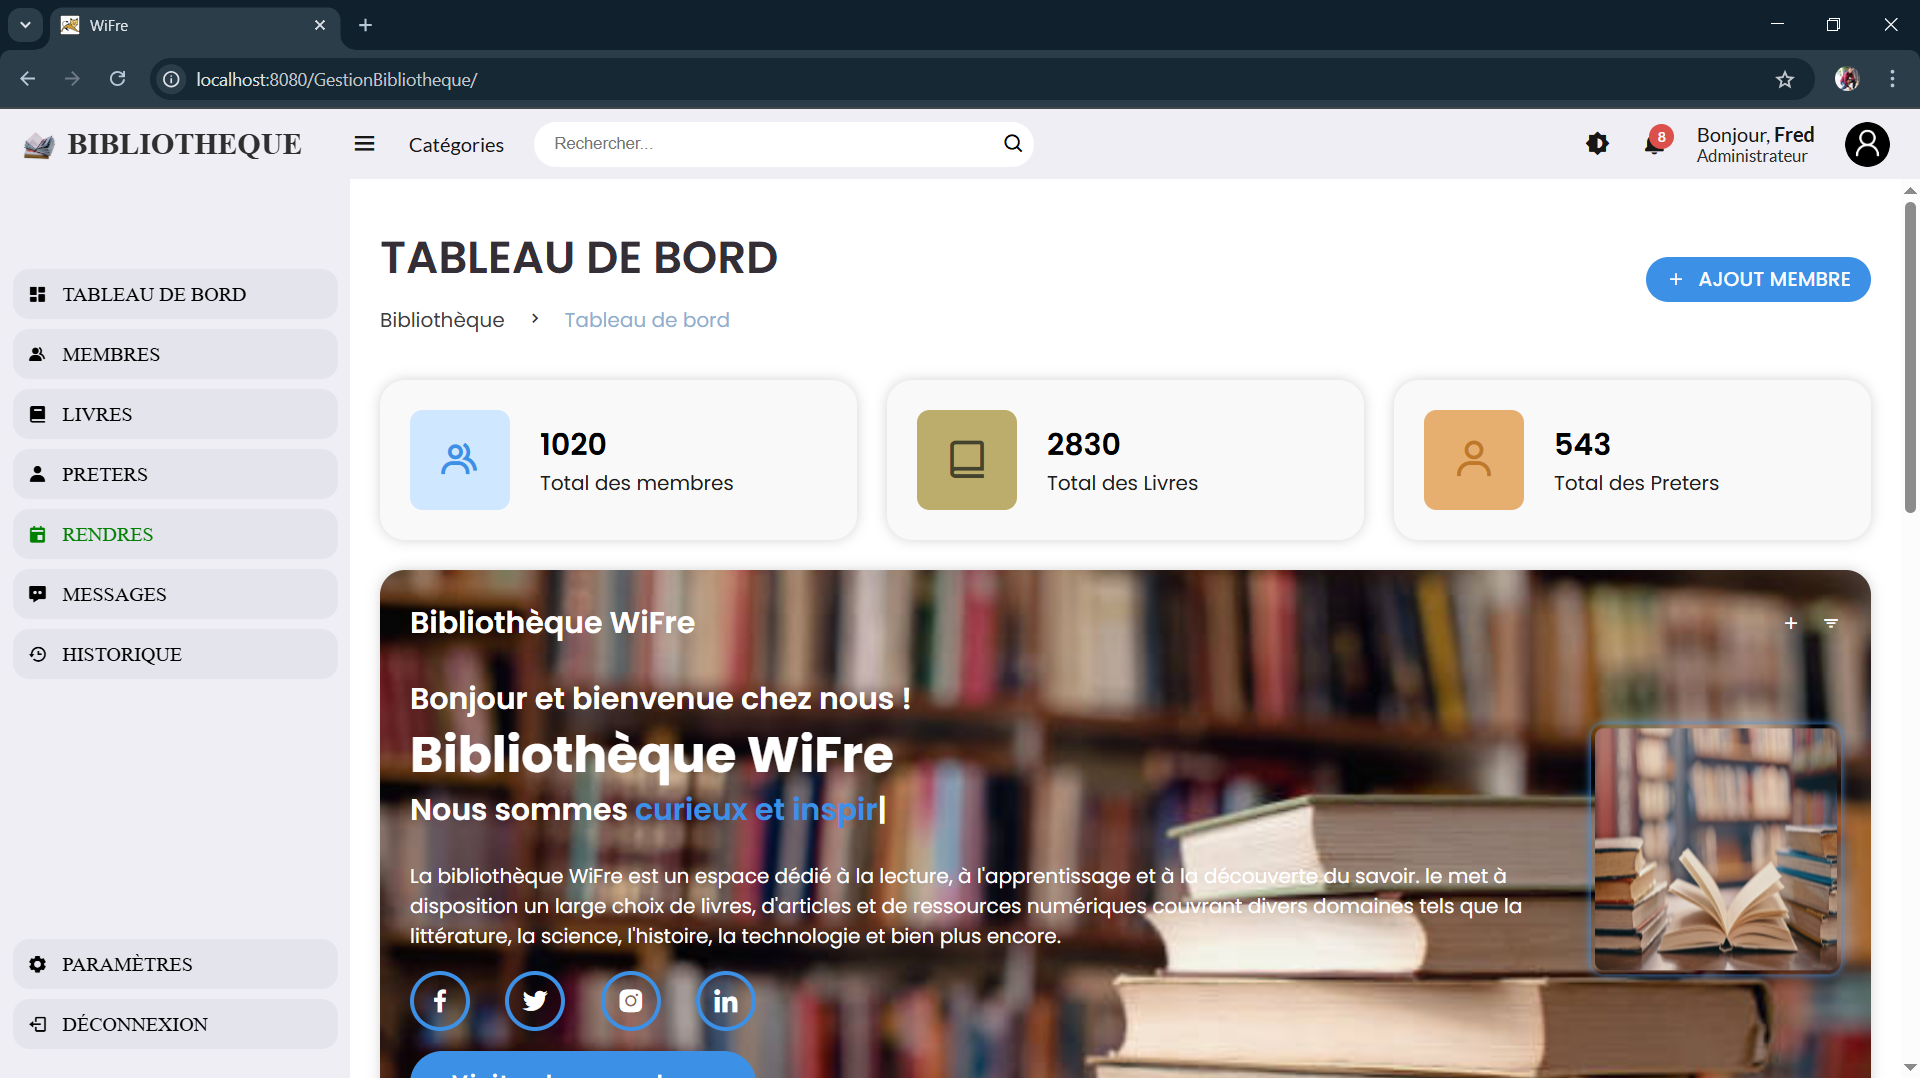 WiFre
localhost:8080/GestionBibliotheque/
BIBLIOTHEQUE
Catégories
Rechercher...
8
Bonjour, Fred
Administrateur
TABLEAU DE BORD
MEMBRES
LIVRES
PRETERS
RENDRES
MESSAGES
HISTORIQUE
PARAMÈTRES
DÉCONNEXION
TABLEAU DE BORD
Bibliothèque > Tableau de bord
+ AJOUT MEMBRE
1020
Total des membres
2830
Total des Livres
543
Total des Preters
Bibliothèque WiFre
Bonjour et bienvenue chez nous !
Bibliothèque WiFre
Nous sommes curieux et inspir|
La bibliothèque WiFre est un espace dédié à la lecture, à l'apprentissage et à la découverte du savoir. le met à
disposition un large choix de livres, d'articles et de ressources numériques couvrant divers domaines tels que la
littérature, la science, l'histoire, la technologie et bien plus encore.